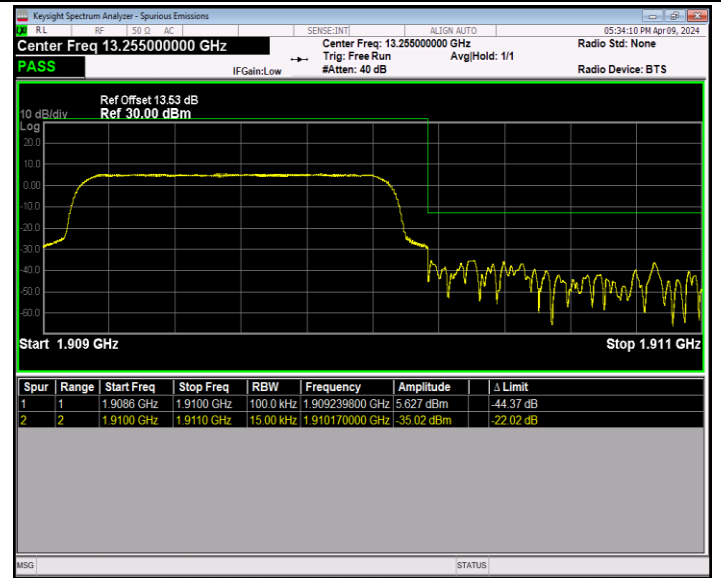 Keysight Spectrum Analyzer - Spurious Emissions
RL RF 50 Ω AC SENSE:INT ALIGN AUTO 05:34:10 PM Apr 09, 2024
Center Freq 13.255000000 GHz Center Freq: 13.255000000 GHz Radio Std: None
Trig: Free Run Avg|Hold: 1/1
PASS IFGain:Low #Atten: 40 dB Radio Device: BTS
Ref Offset 13.53 dB
10 dB/div Ref 30.00 dBm
Log
20.0
10.0
0.00
-10.0
-20.0
-30.0
-40.0
-50.0
-60.0
Start 1.909 GHz Stop 1.911 GHz
Spur Range Start Freq Stop Freq RBW Frequency Amplitude Δ Limit
1 1 1.9086 GHz 1.9100 GHz 100.0 kHz 1.909239800 GHz 5.627 dBm -44.37 dB
2 2 1.9100 GHz 1.9110 GHz 15.00 kHz 1.910170000 GHz -35.02 dBm -22.02 dB
MSG STATUS